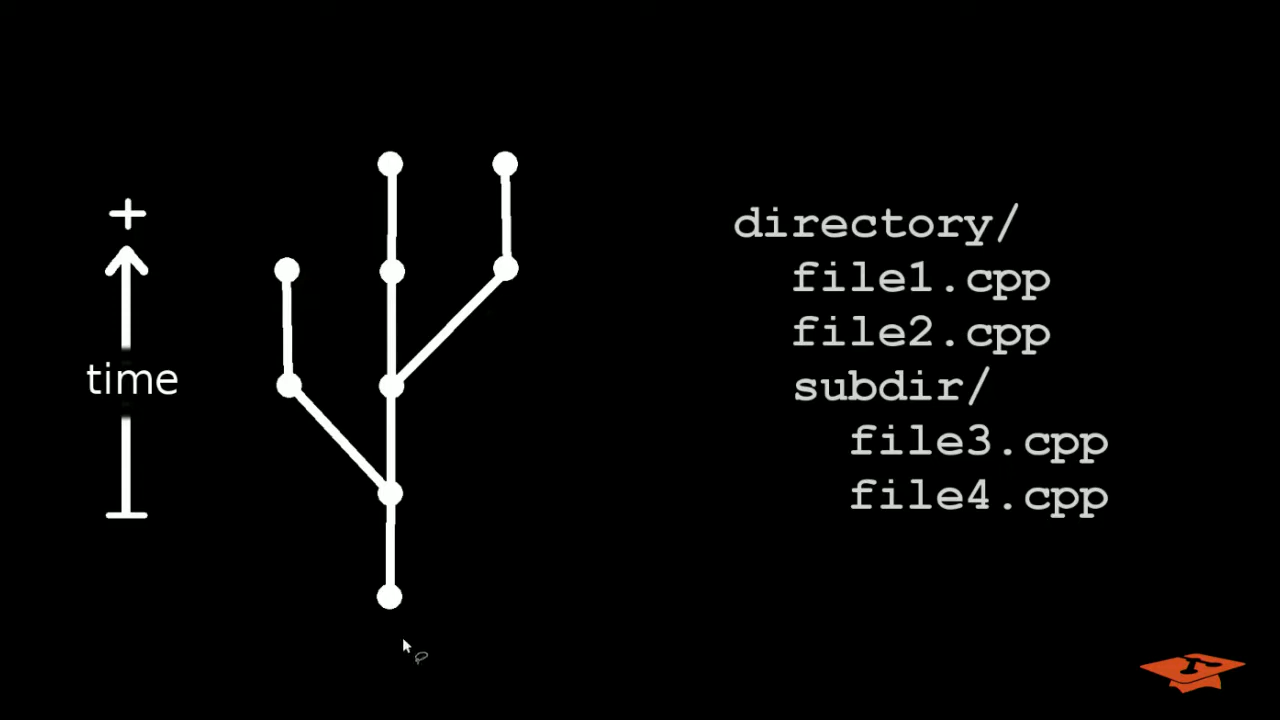 +
time
directory/
file1.cpp
file2.cpp
subdir/
file3.cpp
file4.cpp